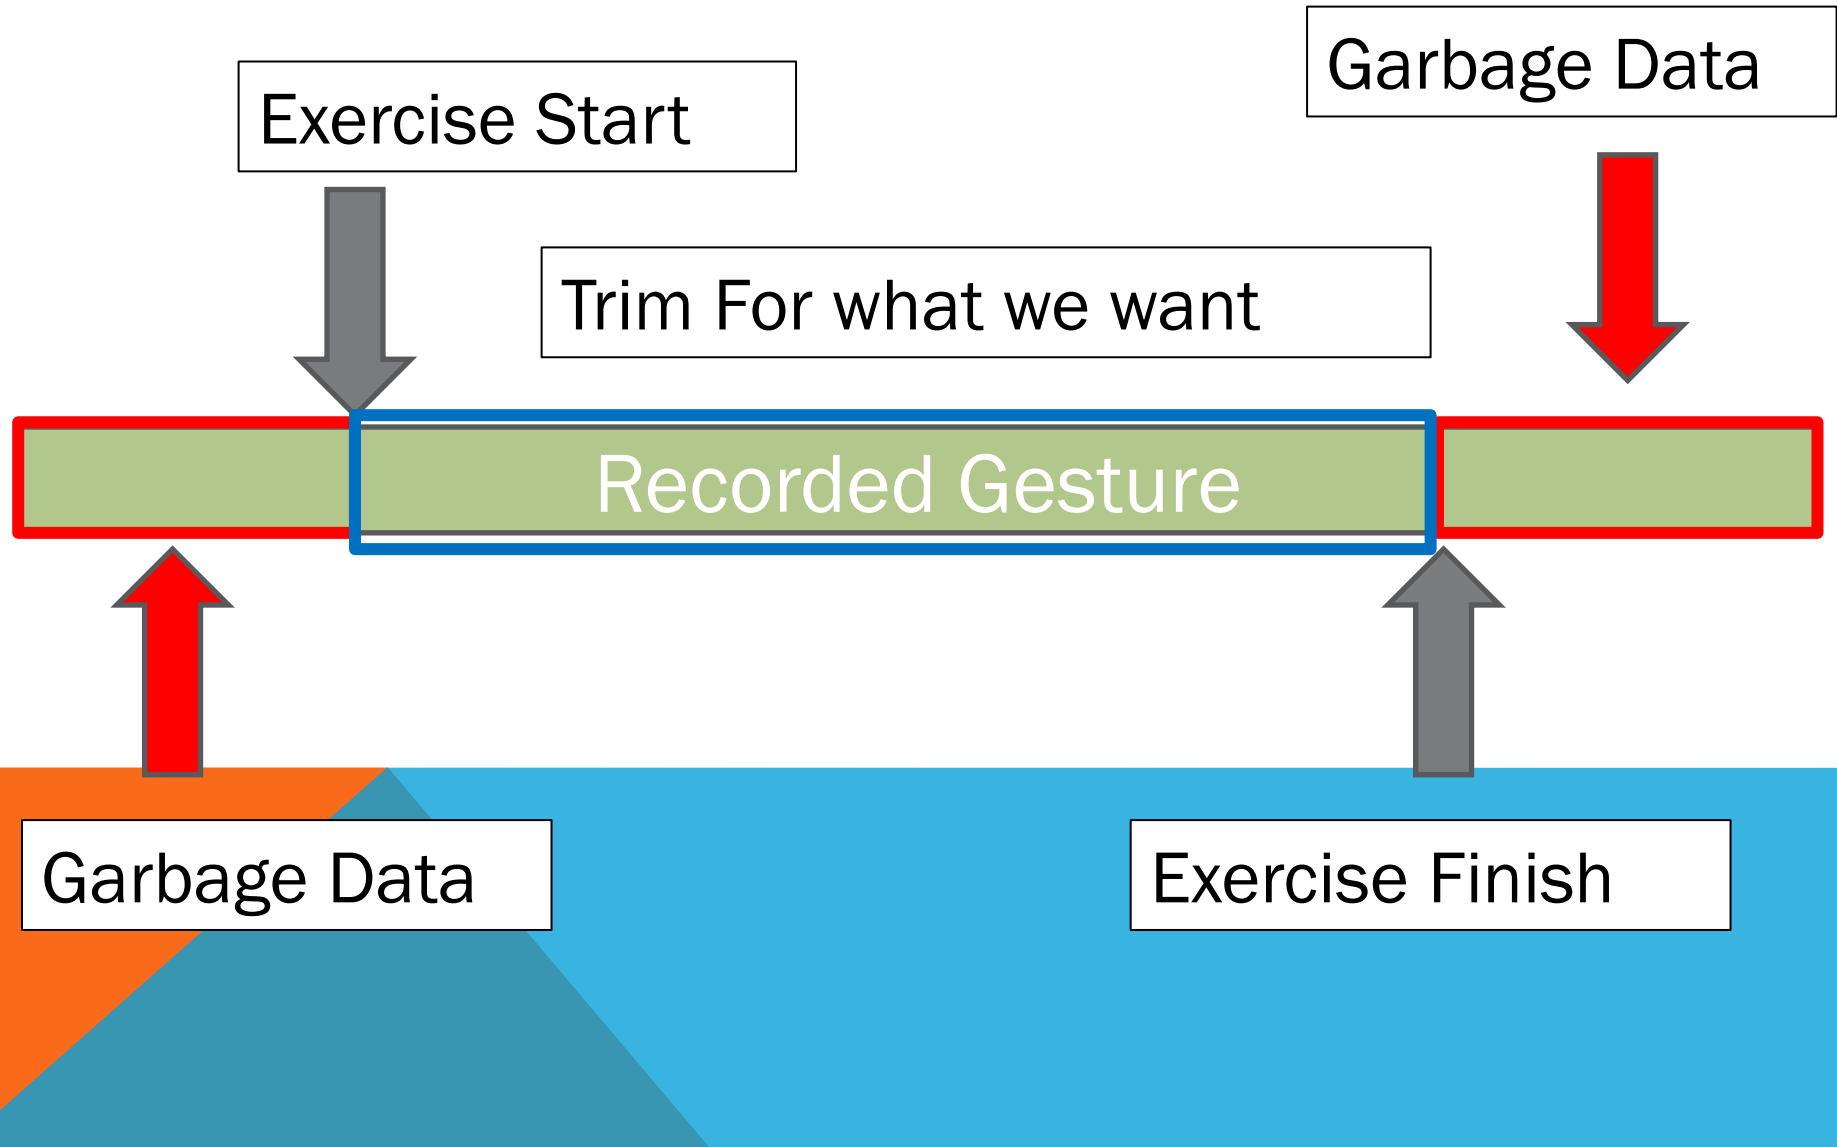 Garbage Data
Exercise Start
Trim For what we want
Recorded Gesture
Garbage Data
Exercise Finish